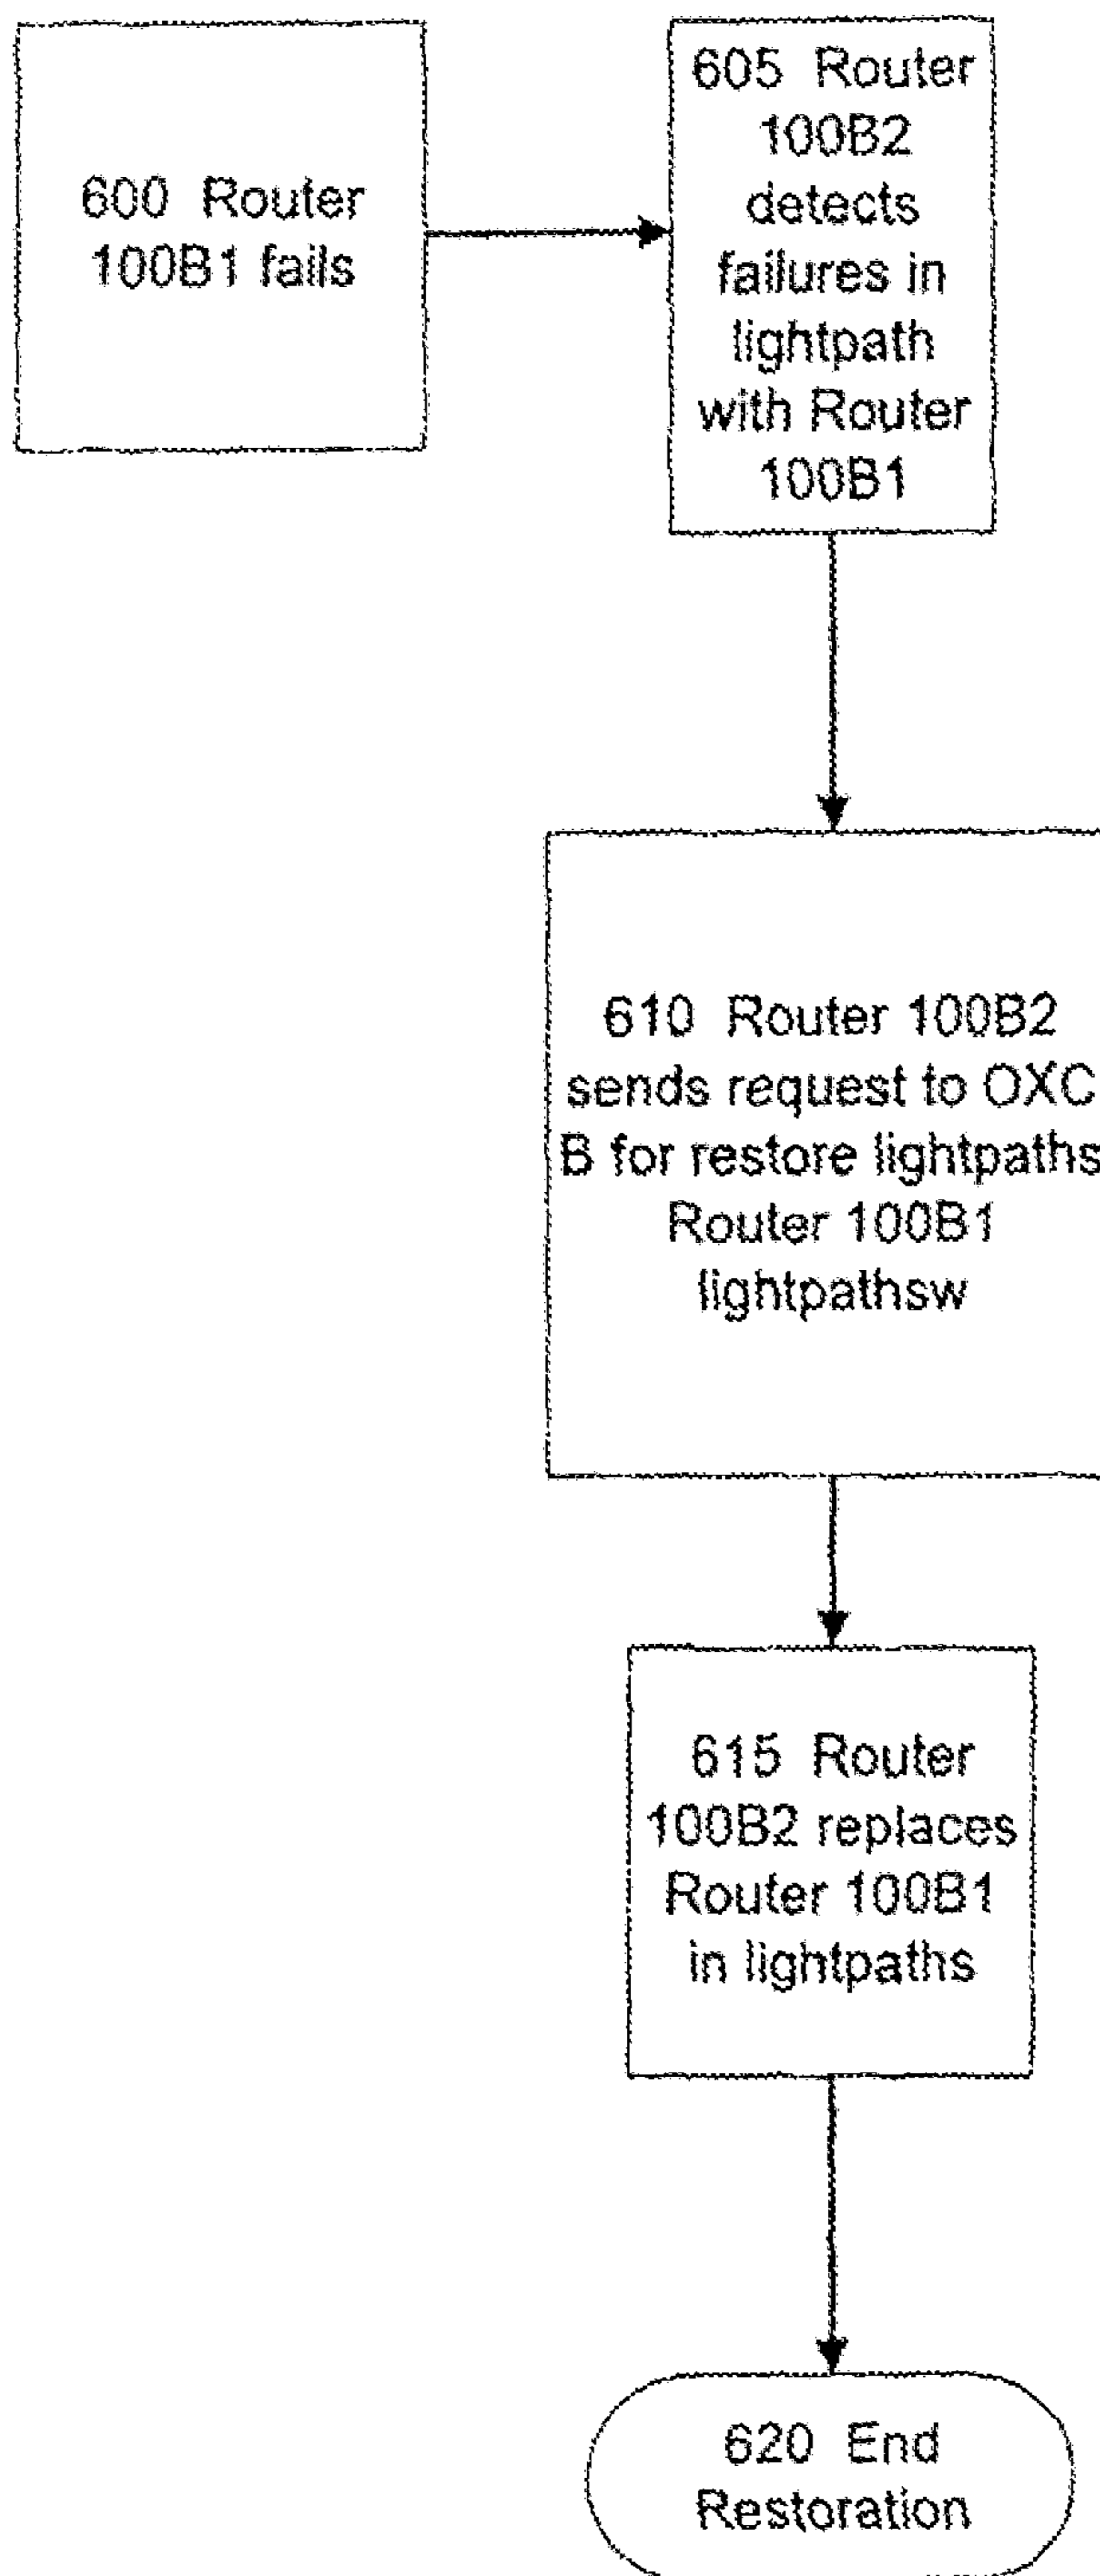 600 Router
100B1 fails
605 Router
100B2
detects
failures in
lightpath
with Router
100B1
610 Router 100B2
sends request to OXC
B for restore lightpaths
Router 100B1
lightpathsw
615 Router
100B2 replaces
Router 100B1
in lightpaths
620 End
Restoration